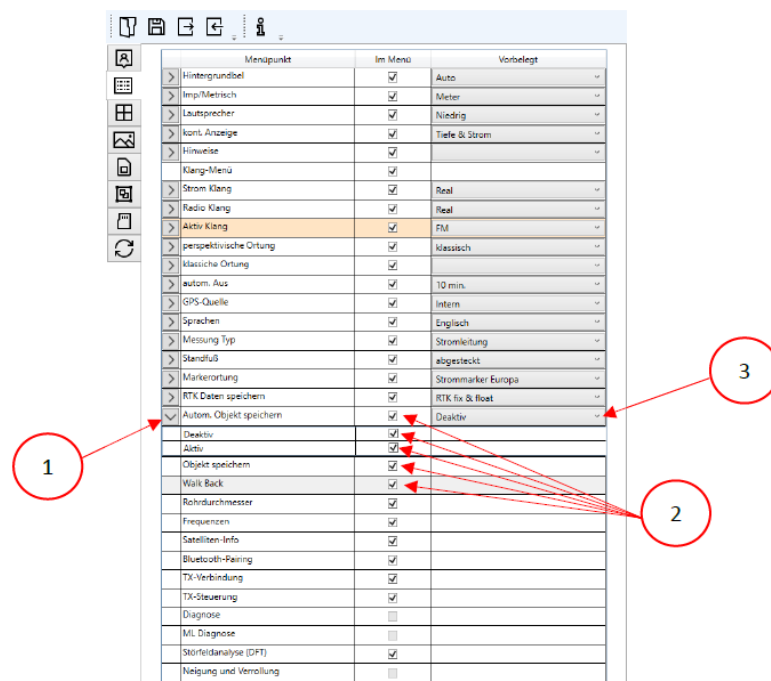 Menüpunkt Im Menü Vorbelegt
Hintergrundbel Auto
Imp/Metrisch Meter
Lautsprecher Niedrig
kont. Anzeige Tiefe & Strom
Hinweise
Klang-Menü
Strom Klang Real
Radio Klang Real
Aktiv Klang FM
perspektivische Ortung klassisch
klassiche Ortung
autom. Aus 10 min.
GPS-Quelle Intern
Sprachen Englisch
Messung Typ Stromleitung
Standfuß abgesteckt
Markerortung Strommarker Europa
RTK Daten speichern RTK fix & float
Autom. Objekt speichern Deaktiv
Deaktiv
Aktiv
Objekt speichern
Walk Back
Rohrdurchmesser
Frequenzen
Satelliten-Info
Bluetooth-Pairing
TX-Verbindung
TX-Steuerung
Diagnose
ML Diagnose
Störfeldanalyse (DFT)
Neigung und Verrollung
1
2
3